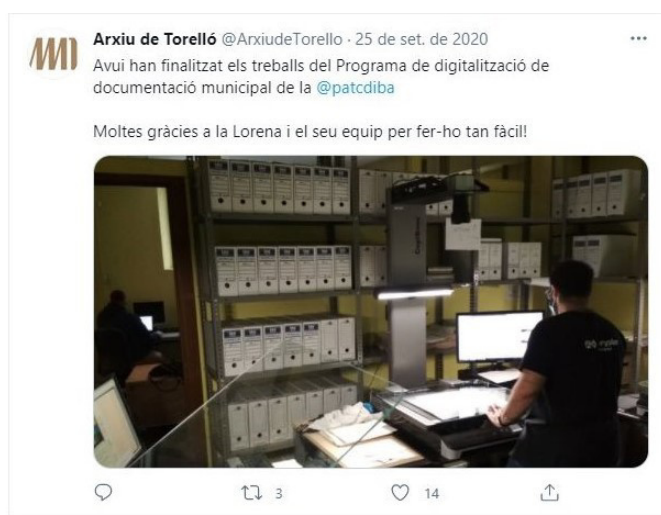 Arxiu de Torelló @ArxiudeTorello · 25 de set. de 2020
Avui han finalitzat els treballs del Programa de digitalització de
documentació municipal de la @patcdiba
Moltes gràcies a la Lorena i el seu equip per fer-ho tan fàcil!
3
14